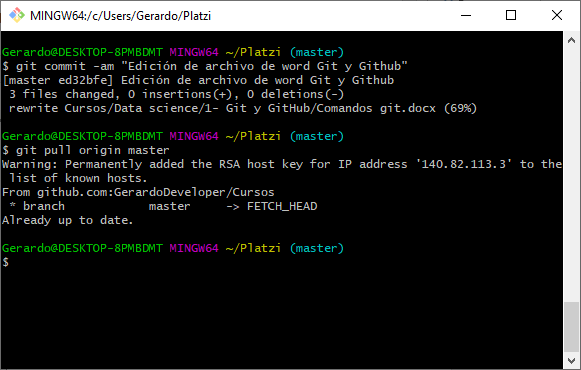 MINGW64:/c/Users/Gerardo/Platzi
Gerardo@DESKTOP-8PMBDMT MINGW64 ~/Platzi (master)
$ git commit -am "Edición de archivo de word Git y Github"
[master ed32bfe] Edición de archivo de word Git y Github
 3 files changed, 0 insertions(+), 0 deletions(-)
 rewrite Cursos/Data science/1- Git y GitHub/Comandos git.docx (69%)
Gerardo@DESKTOP-8PMBDMT MINGW64 ~/Platzi (master)
$ git pull origin master
Warning: Permanently added the RSA host key for IP address '140.82.113.3' to the
 list of known hosts.
From github.com:GerardoDeveloper/Cursos
 * branch            master     -> FETCH_HEAD
Already up to date.
Gerardo@DESKTOP-8PMBDMT MINGW64 ~/Platzi (master)
$